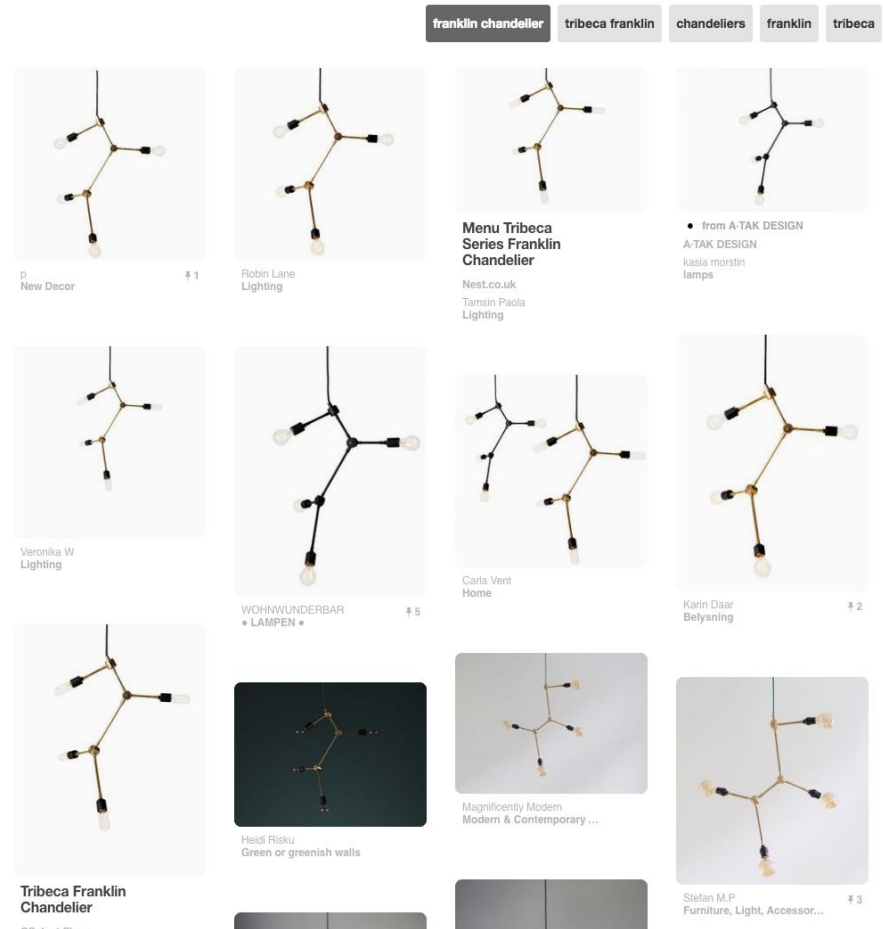 franklin chandelier
tribeca franklin
chandeliers
franklin
tribeca
p
1
New Decor
Robin Lane
Lighting
Menu Tribeca
Series Franklin
Chandelier
Nest.co.uk
Tamsin Paola
Lighting
● from A-TAK DESIGN
A-TAK DESIGN
kasia morstin
lamps
Veronika W
Lighting
WOHNWUNDERBAR
5
● LAMPEN ●
Carla Vent
Home
Karin Daar
2
Belysning
Tribeca Franklin
Chandelier
Heidi Risku
Green or greenish walls
Magnificently Modern
Modern & Contemporary ...
Stefan M.P
3
Furniture, Light, Accessor...